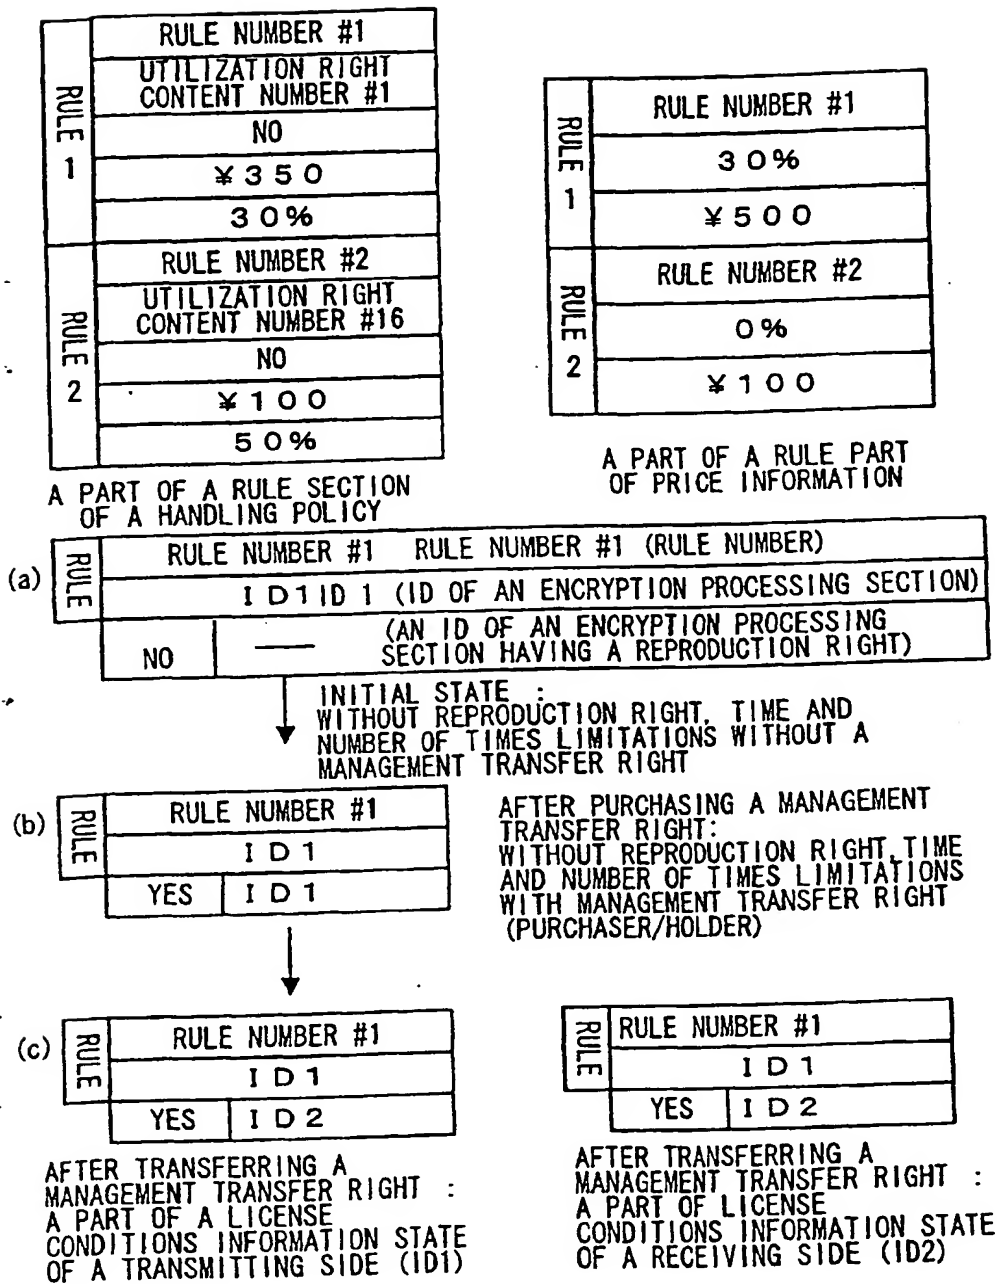 RULE 1
RULE NUMBER #1
UTILIZATION RIGHT
CONTENT NUMBER #1
NO
¥350
30%
RULE 2
RULE NUMBER #2
UTILIZATION RIGHT
CONTENT NUMBER #16
NO
¥100
50%
A PART OF A RULE SECTION
OF A HANDLING POLICY
RULE 1
RULE NUMBER #1
30%
¥500
RULE 2
RULE NUMBER #2
0%
¥100
A PART OF A RULE PART
OF PRICE INFORMATION
(a)
RULE
RULE NUMBER #1 RULE NUMBER #1 (RULE NUMBER)
ID1ID1 (ID OF AN ENCRYPTION PROCESSING SECTION)
NO
(AN ID OF AN ENCRYPTION PROCESSING
SECTION HAVING A REPRODUCTION RIGHT)
INITIAL STATE :
WITHOUT REPRODUCTION RIGHT, TIME AND
NUMBER OF TIMES LIMITATIONS WITHOUT A
MANAGEMENT TRANSFER RIGHT
(b)
RULE
RULE NUMBER #1
ID1
YES ID1
AFTER PURCHASING A MANAGEMENT
TRANSFER RIGHT:
WITHOUT REPRODUCTION RIGHT, TIME
AND NUMBER OF TIMES LIMITATIONS
WITH MANAGEMENT TRANSFER RIGHT
(PURCHASER/HOLDER)
(c)
RULE
RULE NUMBER #1
ID1
YES ID2
AFTER TRANSFERRING A
MANAGEMENT TRANSFER RIGHT :
A PART OF A LICENSE
CONDITIONS INFORMATION STATE
OF A TRANSMITTING SIDE (ID1)
RULE
RULE NUMBER #1
ID1
YES ID2
AFTER TRANSFERRING A
MANAGEMENT TRANSFER RIGHT :
A PART OF LICENSE
CONDITIONS INFORMATION STATE
OF A RECEIVING SIDE (ID2)